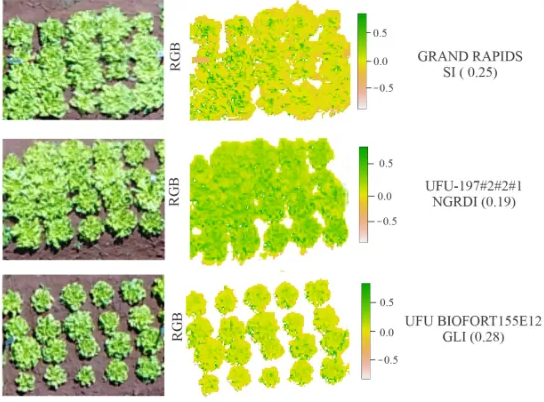 RGB
0.5
0.0
−0.5
GRAND RAPIDS
SI ( 0.25)
RGB
0.5
0.0
−0.5
UFU-197#2#2#1
NGRDI (0.19)
RGB
0.5
0.0
−0.5
UFU BIOFORT155E12
GLI (0.28)